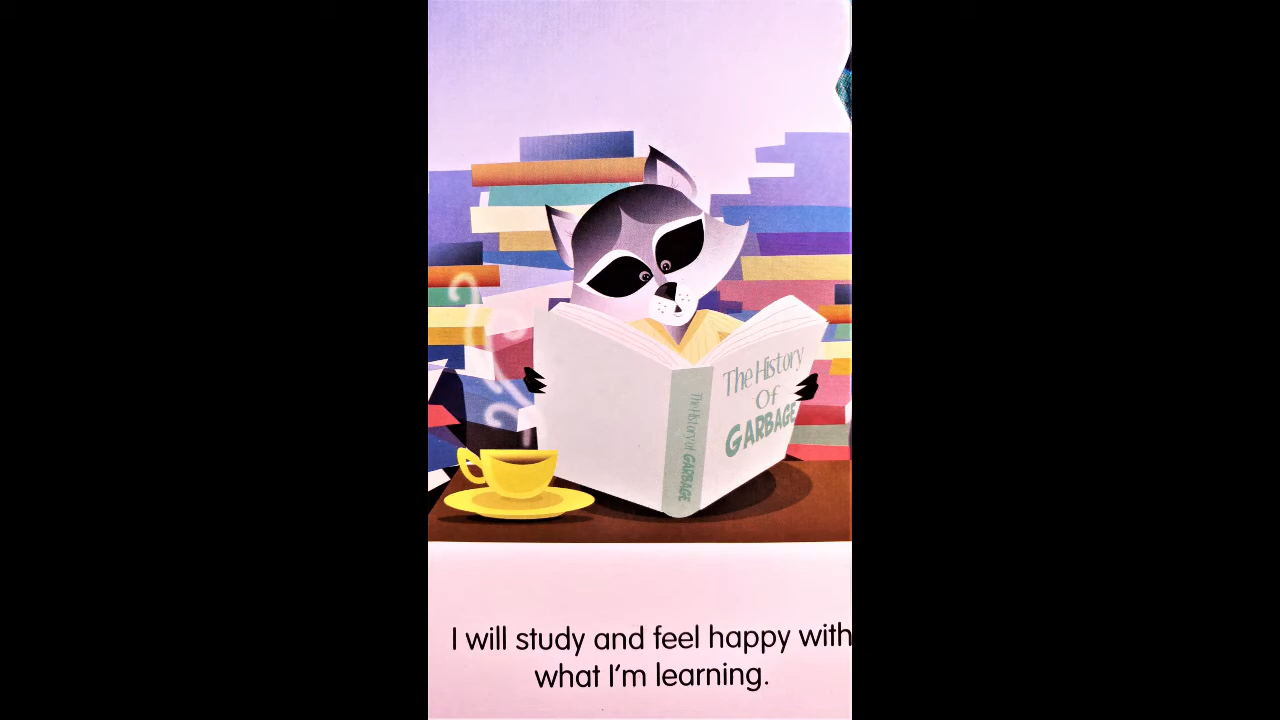 The History
Of
GARBAGE
The History of GARBAGE
I will study and feel happy with
what I'm learning.